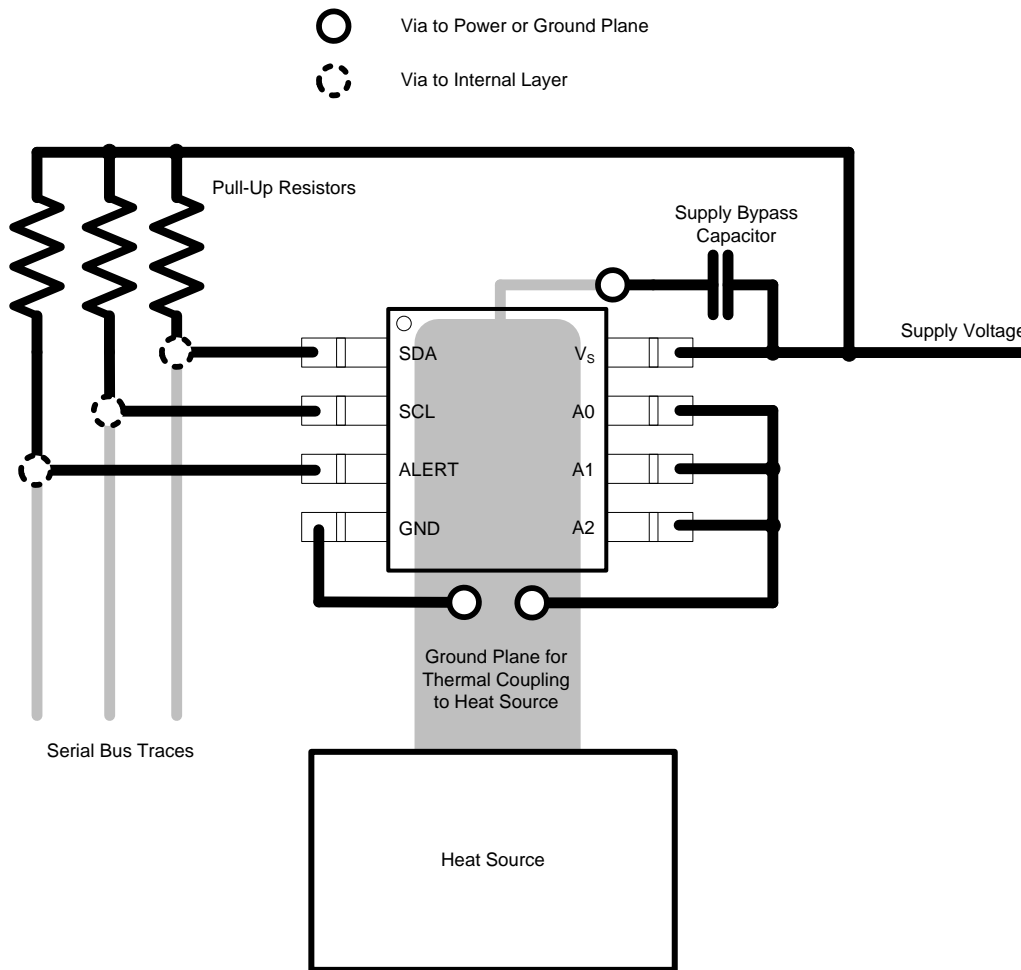 Via to Power or Ground Plane
Via to Internal Layer
Pull-Up Resistors
Supply Bypass
Capacitor
Supply Voltage
SDA
VS
SCL
A0
ALERT
A1
GND
A2
Ground Plane for
Thermal Coupling
to Heat Source
Serial Bus Traces
Heat Source